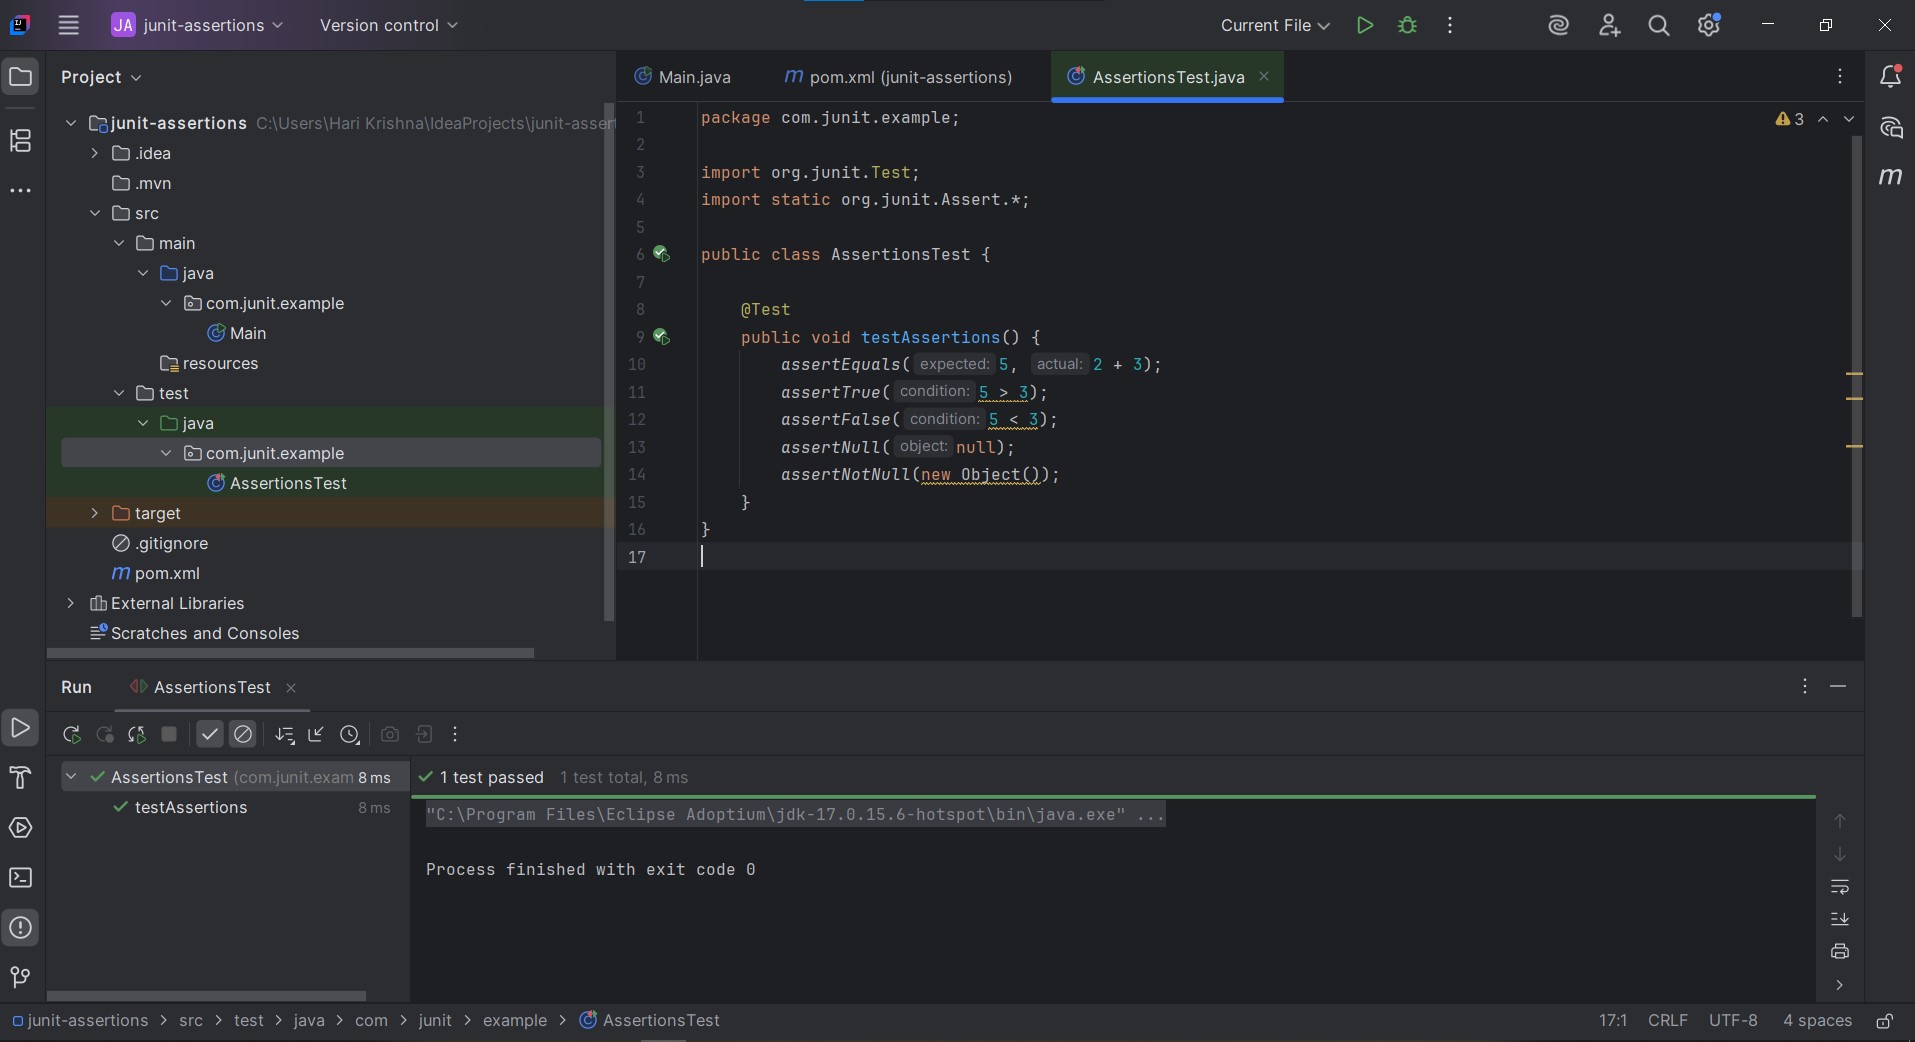 JA junit-assertions Version control Current File
Project
junit-assertions C:\Users\Hari Krishna\IdeaProjects\junit-assert
.idea
.mvn
src
main
java
com.junit.example
Main
resources
test
java
com.junit.example
AssertionsTest
target
.gitignore
m pom.xml
External Libraries
Scratches and Consoles
Main.java m pom.xml (junit-assertions) AssertionsTest.java
3
m
1 package com.junit.example;
2
3 import org.junit.Test;
4 import static org.junit.Assert.*;
5
6 public class AssertionsTest {
7
8 @Test
9 public void testAssertions() {
10 assertEquals( expected: 5, actual: 2 + 3);
11 assertTrue( condition: 5 > 3);
12 assertFalse( condition: 5 < 3);
13 assertNull( object: null);
14 assertNotNull(new Object());
15 }
16 }
17
Run AssertionsTest
AssertionsTest (com.junit.exam 8 ms
testAssertions 8 ms
1 test passed 1 test total, 8 ms
"C:\Program Files\Eclipse Adoptium\jdk-17.0.15.6-hotspot\bin\java.exe" ...
Process finished with exit code 0
junit-assertions > src > test > java > com > junit > example > AssertionsTest
17:1 CRLF UTF-8 4 spaces